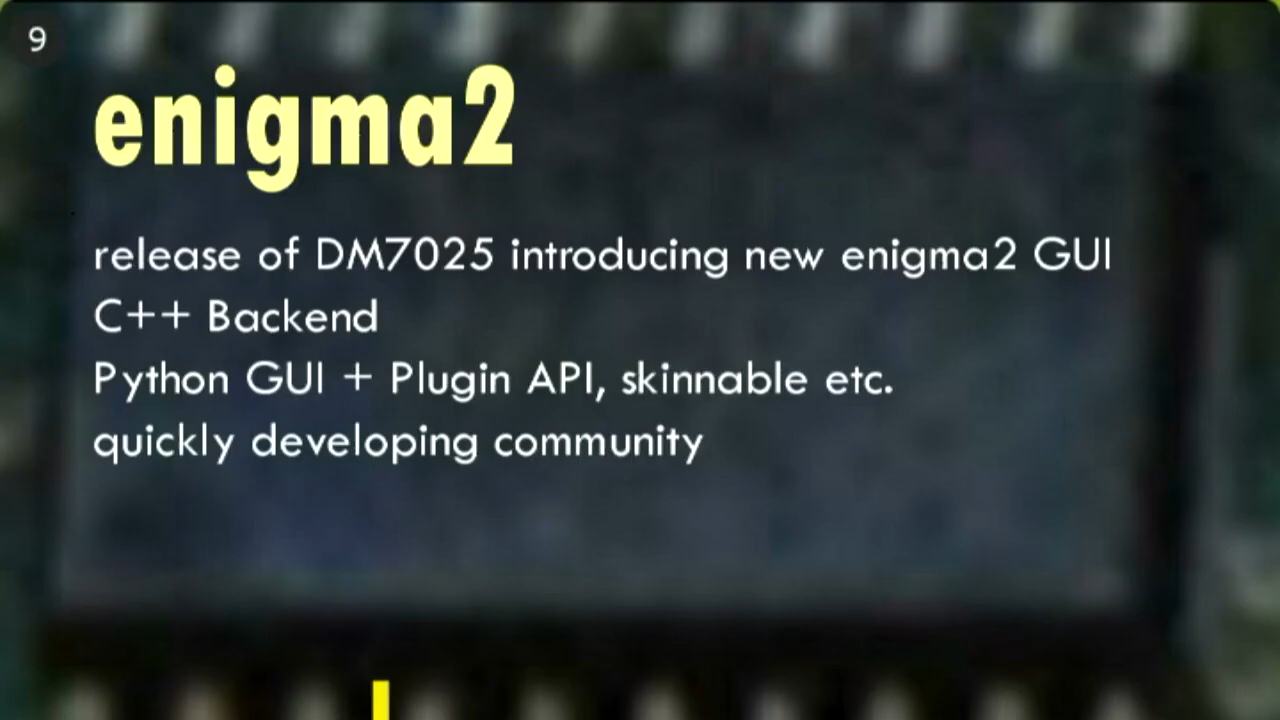 9
enigma2
release of DM7025 introducing new enigma2 GUI
C++ Backend
Python GUI + Plugin API, skinnable etc.
quickly developing community